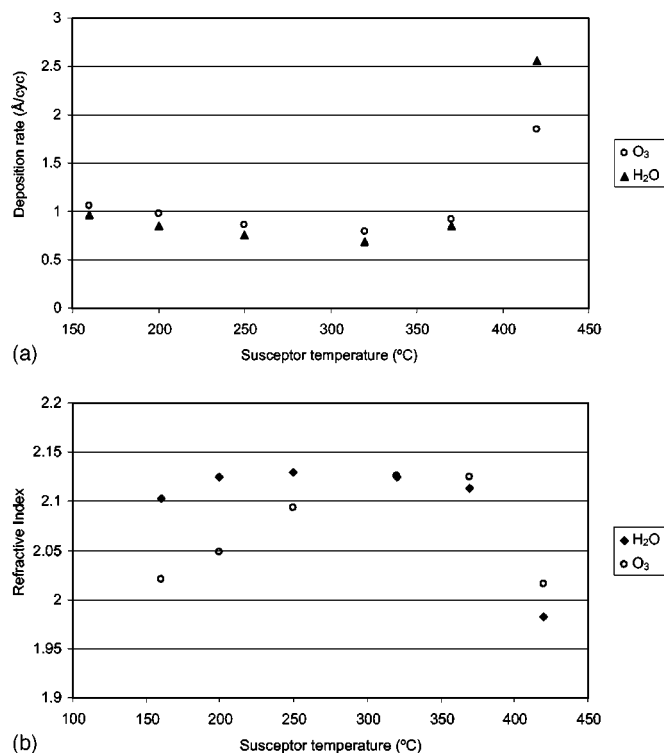 3
2.5
2
1.5
1
0.5
0
Deposition rate (Å/cyc)
150 200 250 300 350 400 450
Susceptor temperature (ºC)
O₃
H₂O
(a)
2.2
2.15
2.1
2.05
2
1.95
1.9
Refractive Index
100 150 200 250 300 350 400 450
Susceptor temperature (ºC)
H₂O
O₃
(b)